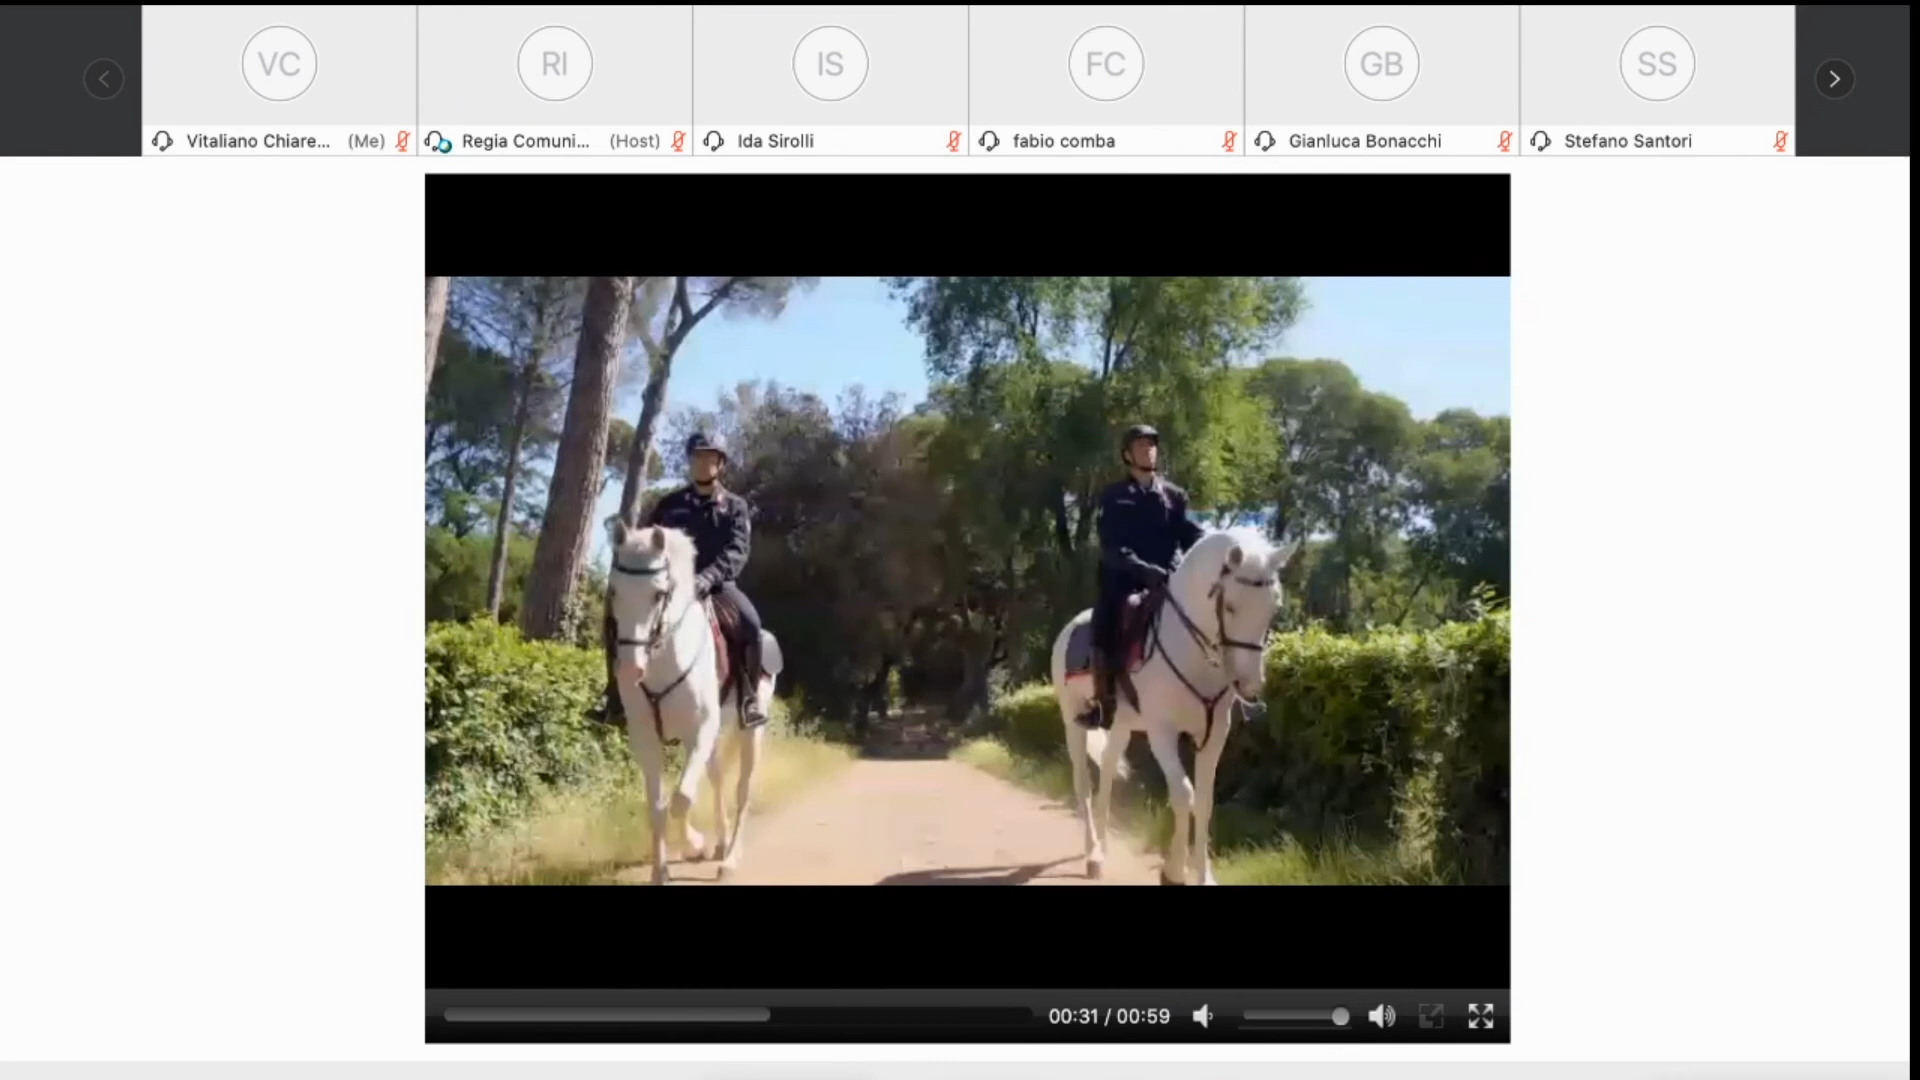 VC
RI
IS
FC
GB
SS
Vitaliano Chiare... (Me)
Regia Comuni... (Host)
Ida Sirolli
fabio comba
Gianluca Bonacchi
Stefano Santori
00:31 / 00:59